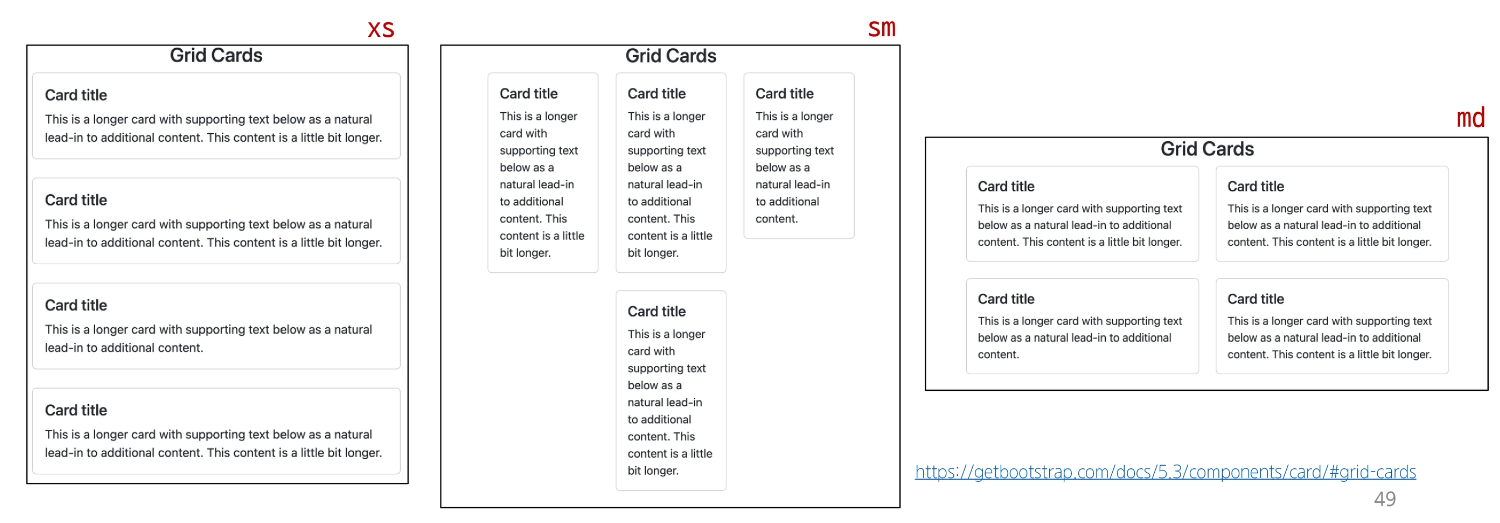 xs
Grid Cards
Card title
This is a longer card with supporting text below as a natural
lead-in to additional content. This content is a little bit longer.
Card title
This is a longer card with supporting text below as a natural
lead-in to additional content. This content is a little bit longer.
Card title
This is a longer card with supporting text below as a natural
lead-in to additional content.
Card title
This is a longer card with supporting text below as a natural
lead-in to additional content. This content is a little bit longer.
sm
Grid Cards
Card title
This is a longer
card with
supporting text
below as a
natural lead-in
to additional
content. This
content is a little
bit longer.
Card title
This is a longer
card with
supporting text
below as a
natural lead-in
to additional
content. This
content is a little
bit longer.
Card title
This is a longer
card with
supporting text
below as a
natural lead-in
to additional
content.
Card title
This is a longer
card with
supporting text
below as a
natural lead-in
to additional
content. This
content is a little
bit longer.
md
Grid Cards
Card title
This is a longer card with supporting text
below as a natural lead-in to additional
content. This content is a little bit longer.
Card title
This is a longer card with supporting text
below as a natural lead-in to additional
content. This content is a little bit longer.
Card title
This is a longer card with supporting text
below as a natural lead-in to additional
content.
Card title
This is a longer card with supporting text
below as a natural lead-in to additional
content. This content is a little bit longer.
https://getbootstrap.com/docs/5.3/components/card/#grid-cards
49